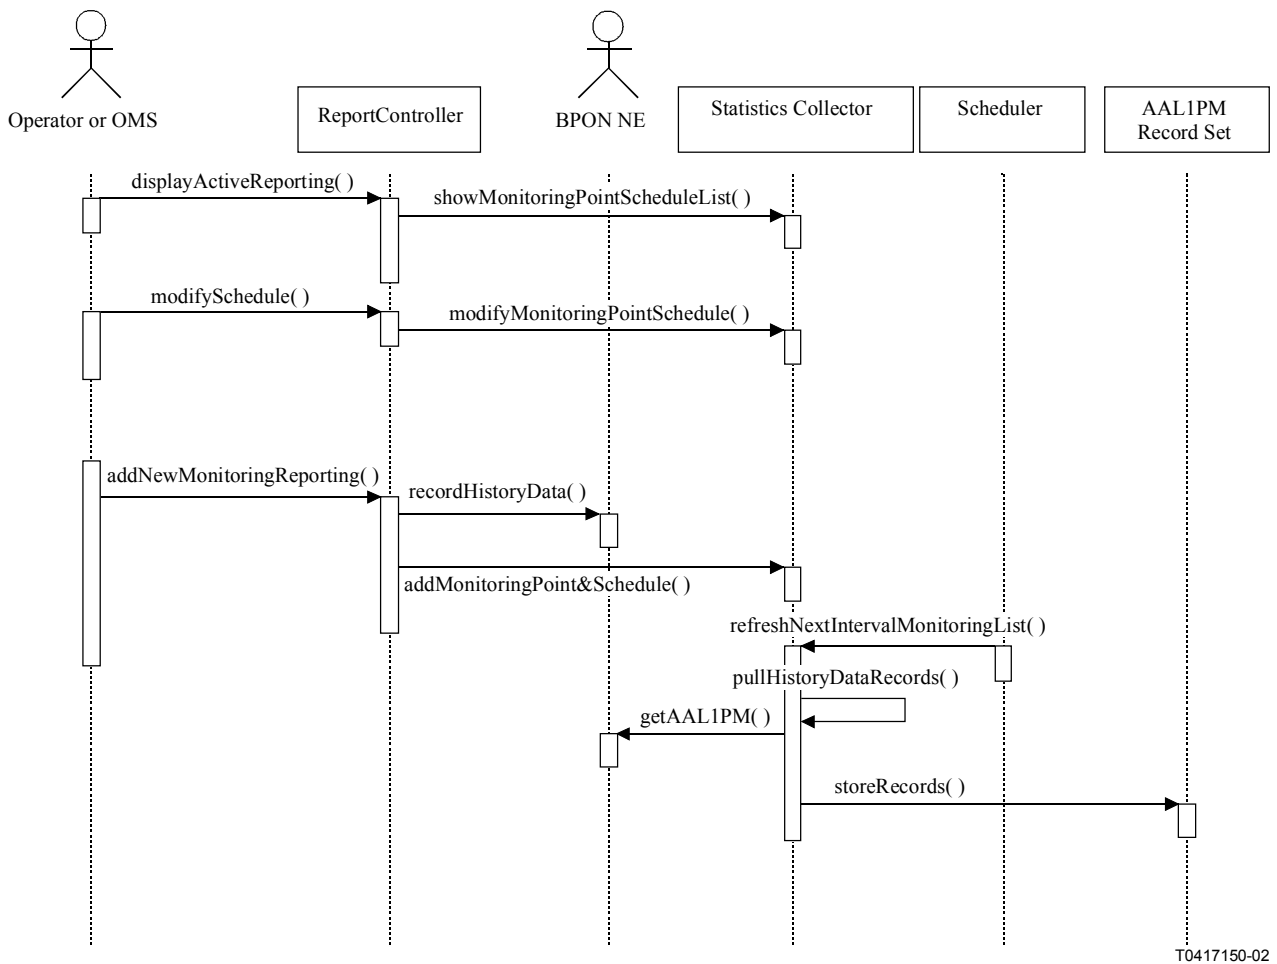 Operator or OMS
ReportController
BPON NE
Statistics Collector
Scheduler
AAL1PM
Record Set
displayActiveReporting( )
showMonitoringPointScheduleList( )
modifySchedule( )
modifyMonitoringPointSchedule( )
addNewMonitoringReporting( )
recordHistoryData( )
addMonitoringPoint&Schedule( )
refreshNextIntervalMonitoringList( )
pullHistoryDataRecords( )
getAAL1PM( )
storeRecords( )
T0417150-02